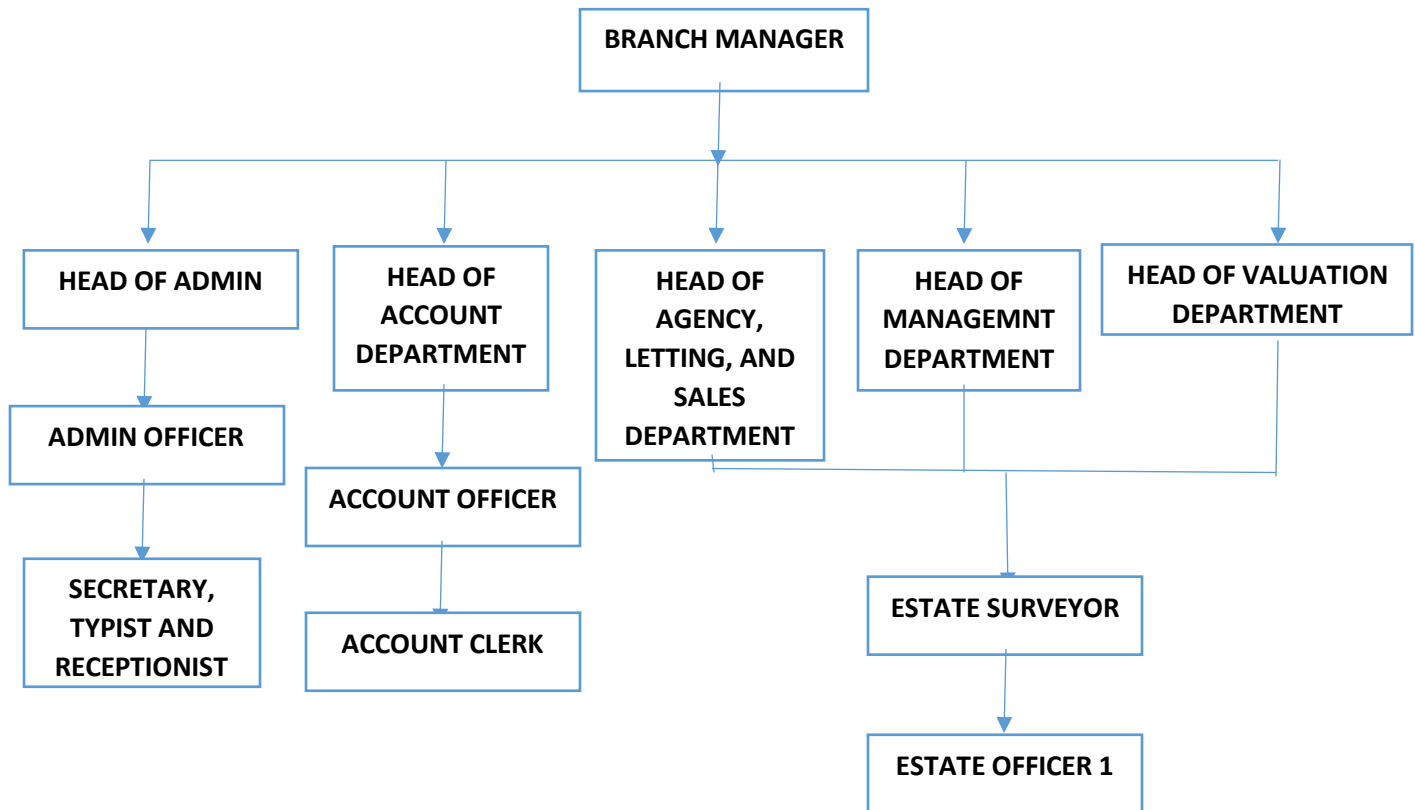 BRANCH MANAGER
HEAD OF ADMIN
HEAD OF
ACCOUNT
DEPARTMENT
HEAD OF
AGENCY,
LETTING, AND
SALES
DEPARTMENT
HEAD OF
MANAGEMNT
DEPARTMENT
HEAD OF VALUATION
DEPARTMENT
ADMIN OFFICER
ACCOUNT OFFICER
SECRETARY,
TYPIST AND
RECEPTIONIST
ACCOUNT CLERK
ESTATE SURVEYOR
ESTATE OFFICER 1